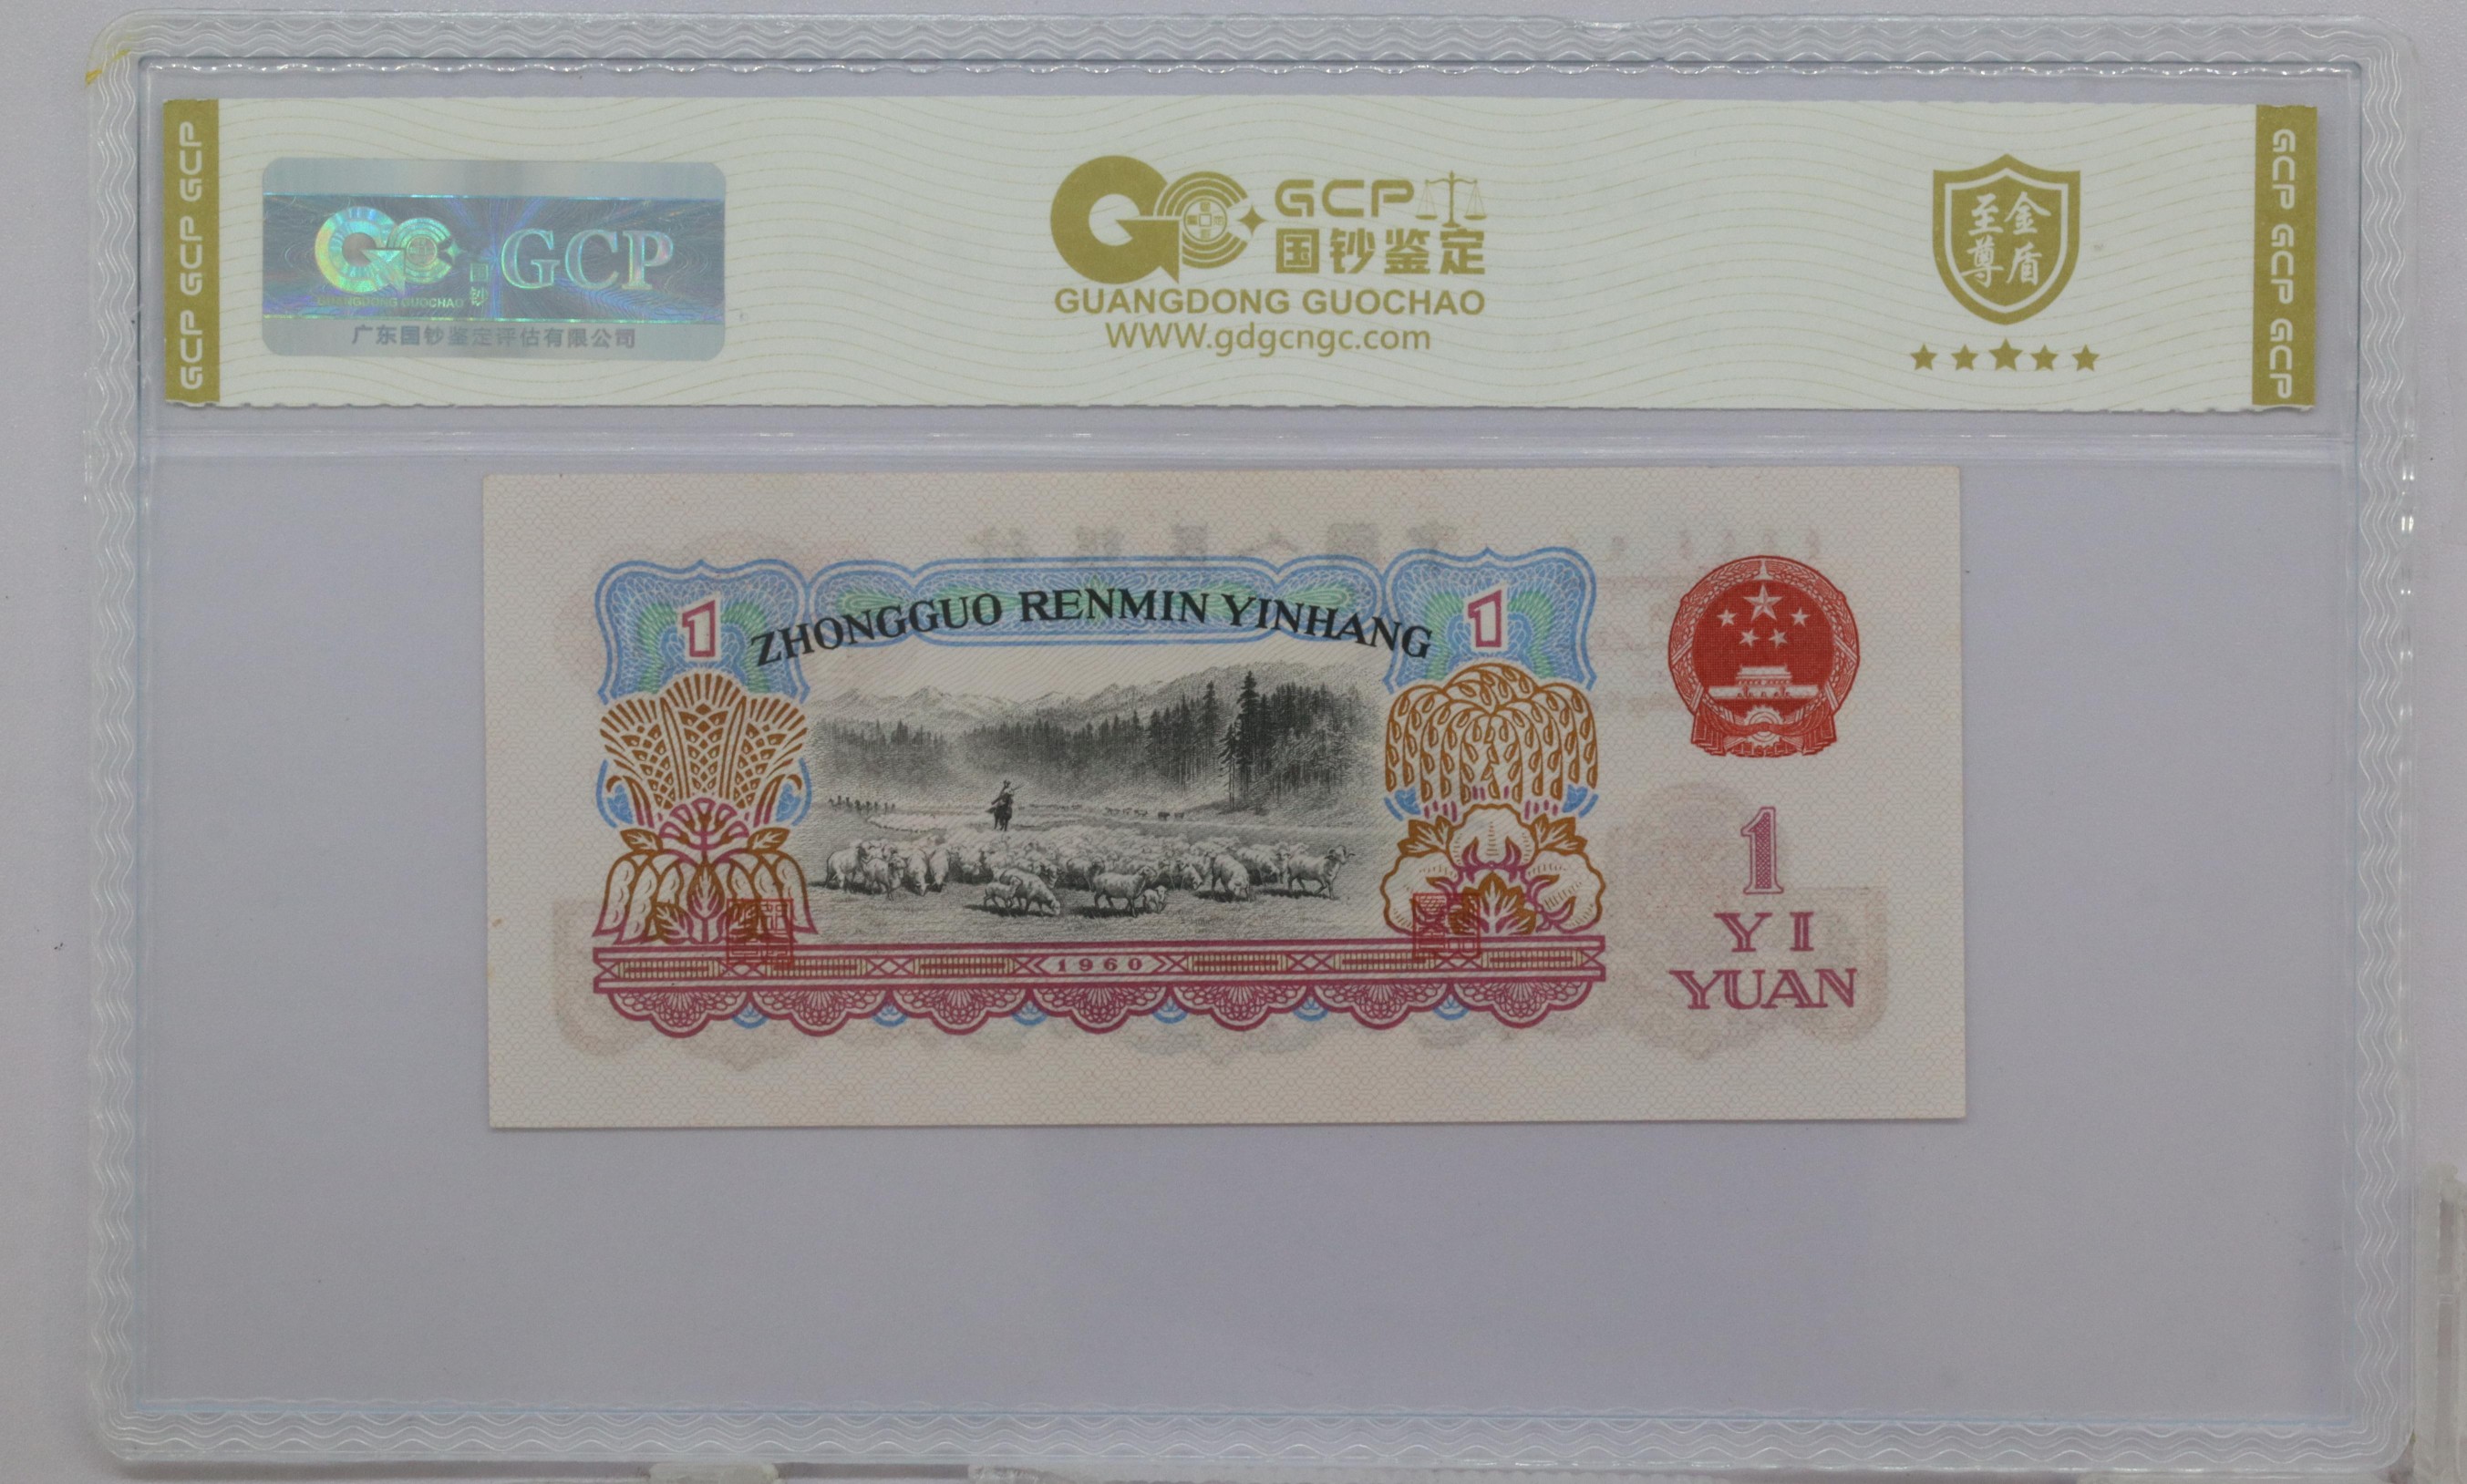 GCP GCP GCP
GCP
国钞
GUANGDONG GUOCHAO
广东国钞鉴定评估有限公司
GCP
国钞鉴定
GUANGDONG GUOCHAO
WWW.gdgcngc.com
至尊金盾
GCP GCP GCP
1
ZHONGGUO RENMIN YINHANG
1
1960
1
YI
YUAN